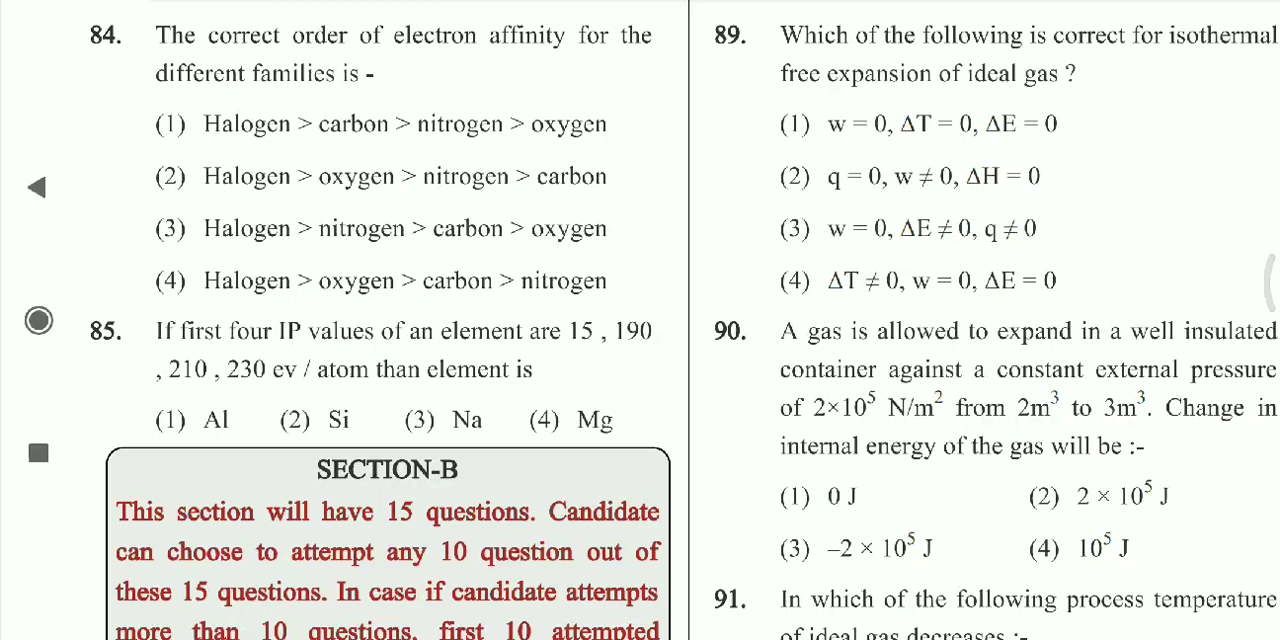 84. The correct order of electron affinity for the
different families is -
(1) Halogen > carbon > nitrogen > oxygen
(2) Halogen > oxygen > nitrogen > carbon
(3) Halogen > nitrogen > carbon > oxygen
(4) Halogen > oxygen > carbon > nitrogen
85. If first four IP values of an element are 15 , 190
, 210 , 230 ev / atom than element is
(1) Al (2) Si (3) Na (4) Mg
SECTION-B
This section will have 15 questions. Candidate
can choose to attempt any 10 question out of
these 15 questions. In case if candidate attempts
more than 10 questions, first 10 attempted
89. Which of the following is correct for isothermal
free expansion of ideal gas ?
(1) w = 0, ΔT = 0, ΔE = 0
(2) q = 0, w ≠ 0, ΔH = 0
(3) w = 0, ΔE ≠ 0, q ≠ 0
(4) ΔT ≠ 0, w = 0, ΔE = 0
90. A gas is allowed to expand in a well insulated
container against a constant external pressure
of 2×10⁵ N/m² from 2m³ to 3m³. Change in
internal energy of the gas will be :-
(1) 0 J (2) 2 × 10⁵ J
(3) –2 × 10⁵ J (4) 10⁵ J
91. In which of the following process temperature
of ideal gas decreases :-